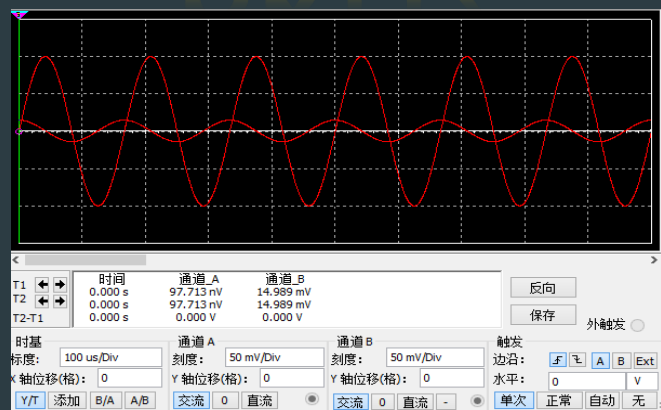 时间 通道_A 通道_B
T1 0.000 s 97.713 nV 14.989 mV
T2 0.000 s 97.713 nV 14.989 mV
T2-T1 0.000 s 0.000 V 0.000 V
反向
保存
外触发
时基
标度: 100 us/Div
X 轴位移(格): 0
Y/T 添加 B/A A/B
通道 A
刻度: 50 mV/Div
Y 轴位移(格): 0
交流 0 直流
通道 B
刻度: 50 mV/Div
Y 轴位移(格): 0
交流 0 直流 -
触发
边沿: A B Ext
水平: 0 V
单次 正常 自动 无